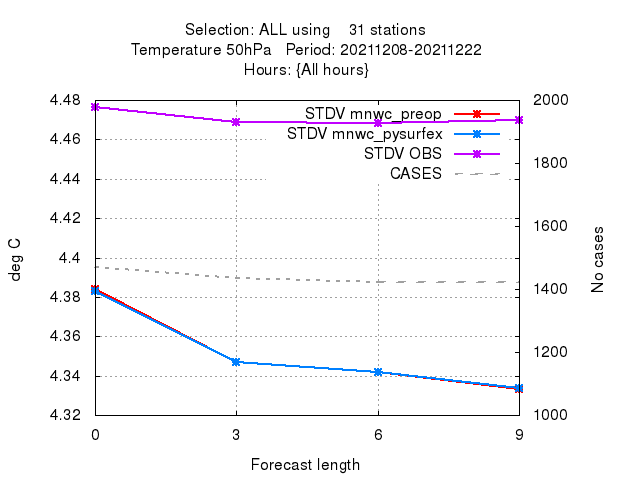 Selection: ALL using    31 stations
Temperature 50hPa   Period: 20211208-20211222
Hours: {All hours}
4.48
4.46
4.44
4.42
4.4
4.38
4.36
4.34
4.32
deg C
STDV mnwc_preop
STDV mnwc_pysurfex
STDV OBS
CASES
2000
1800
1600
1400
1200
1000
No cases
0 3 6 9
Forecast length